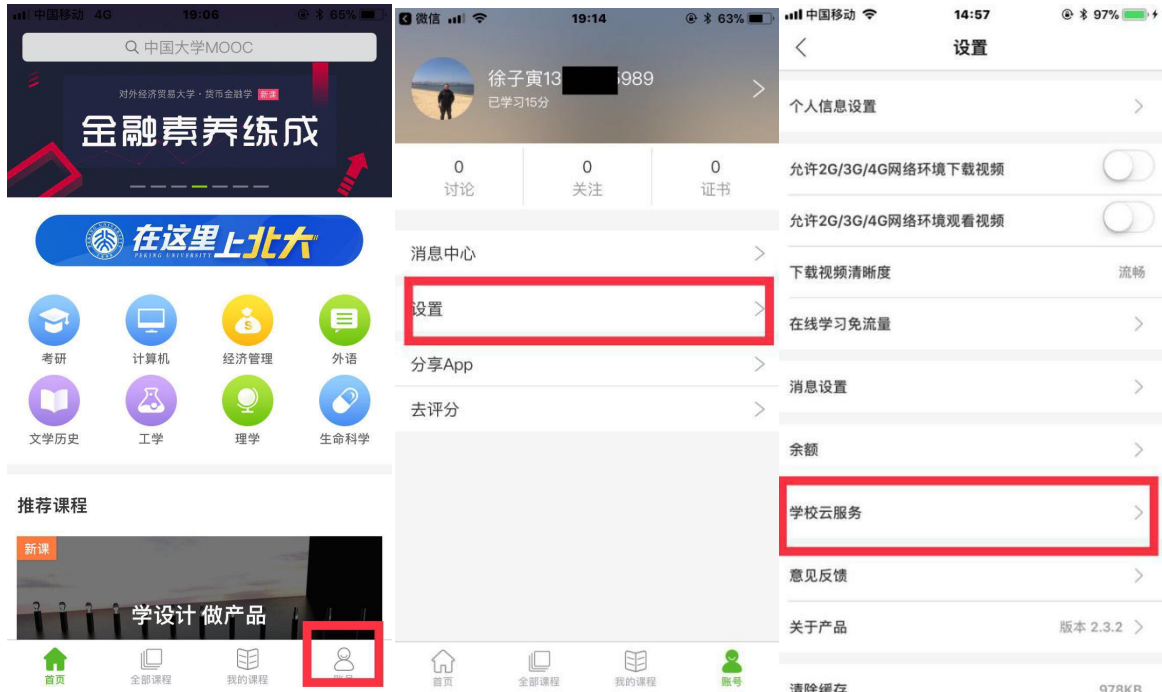 中国移动 4G 19:06 65%
中国大学MOOC
对外经济贸易大学·货币金融学 新课
金融素养练成
在这里上北大
PEKING UNIVERSITY
考研 计算机 经济管理 外语
文学历史 工学 理学 生命科学
推荐课程
新课
学设计 做产品
首页 全部课程 我的课程 账号
微信 19:14 63%
徐子寅13 989
已学习15分
0 0 0
讨论 关注 证书
消息中心
设置
分享App
去评分
首页 全部课程 我的课程 账号
中国移动 14:57 97%
设置
个人信息设置
允许2G/3G/4G网络环境下载视频
允许2G/3G/4G网络环境观看视频
下载视频清晰度 流畅
在线学习免流量
消息设置
余额
学校云服务
意见反馈
关于产品 版本 2.3.2
清除缓存 978KB